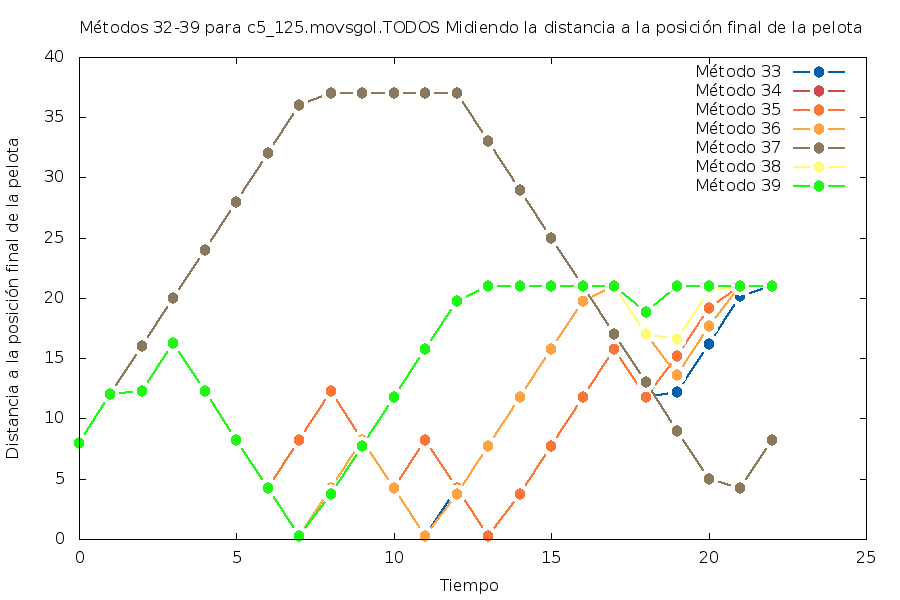 Métodos 32-39 para c5_125.movsgol.TODOS Midiendo la distancia a la posición final de la pelota
Distancia a la posición final de la pelota
40
35
30
25
20
15
10
5
0
Método 33
Método 34
Método 35
Método 36
Método 37
Método 38
Método 39
0
5
10
15
20
25
Tiempo